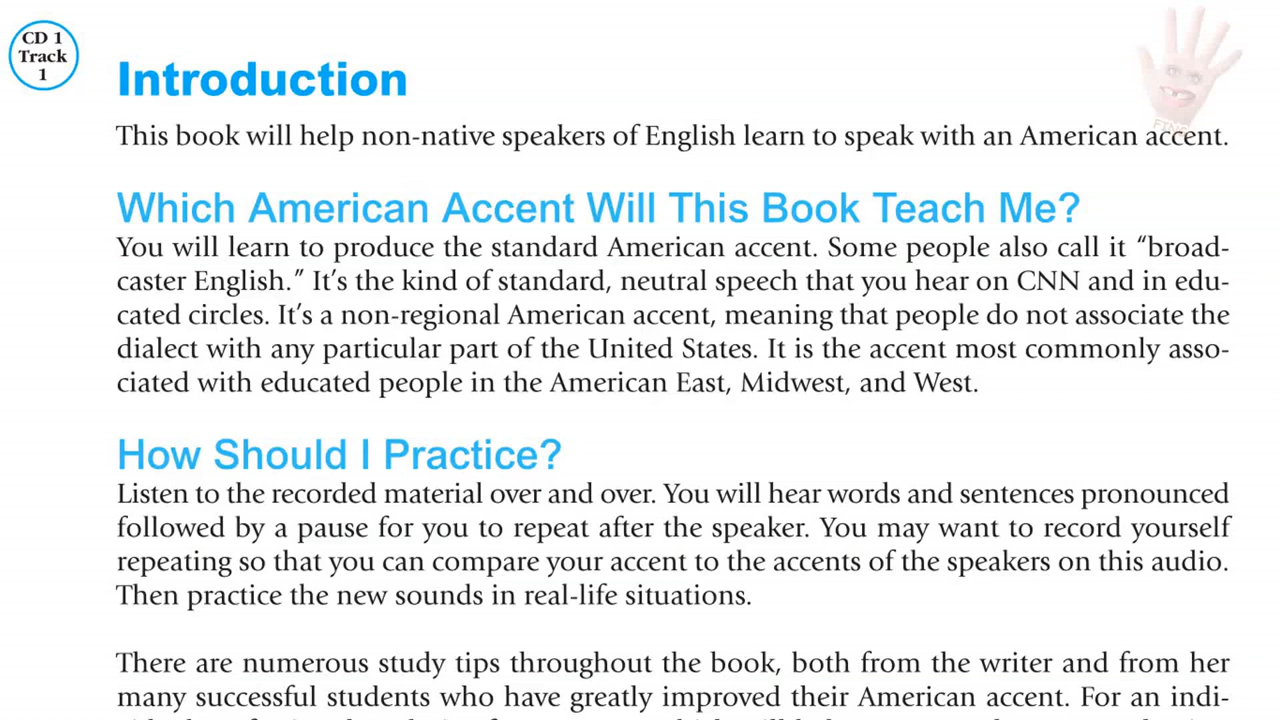 CD 1
Track
1
Introduction
This book will help non-native speakers of English learn to speak with an American accent.
Which American Accent Will This Book Teach Me?
You will learn to produce the standard American accent. Some people also call it “broad-
caster English.” It’s the kind of standard, neutral speech that you hear on CNN and in edu-
cated circles. It’s a non-regional American accent, meaning that people do not associate the
dialect with any particular part of the United States. It is the accent most commonly asso-
ciated with educated people in the American East, Midwest, and West.
How Should I Practice?
Listen to the recorded material over and over. You will hear words and sentences pronounced
followed by a pause for you to repeat after the speaker. You may want to record yourself
repeating so that you can compare your accent to the accents of the speakers on this audio.
Then practice the new sounds in real-life situations.
There are numerous study tips throughout the book, both from the writer and from her
many successful students who have greatly improved their American accent. For an indi-